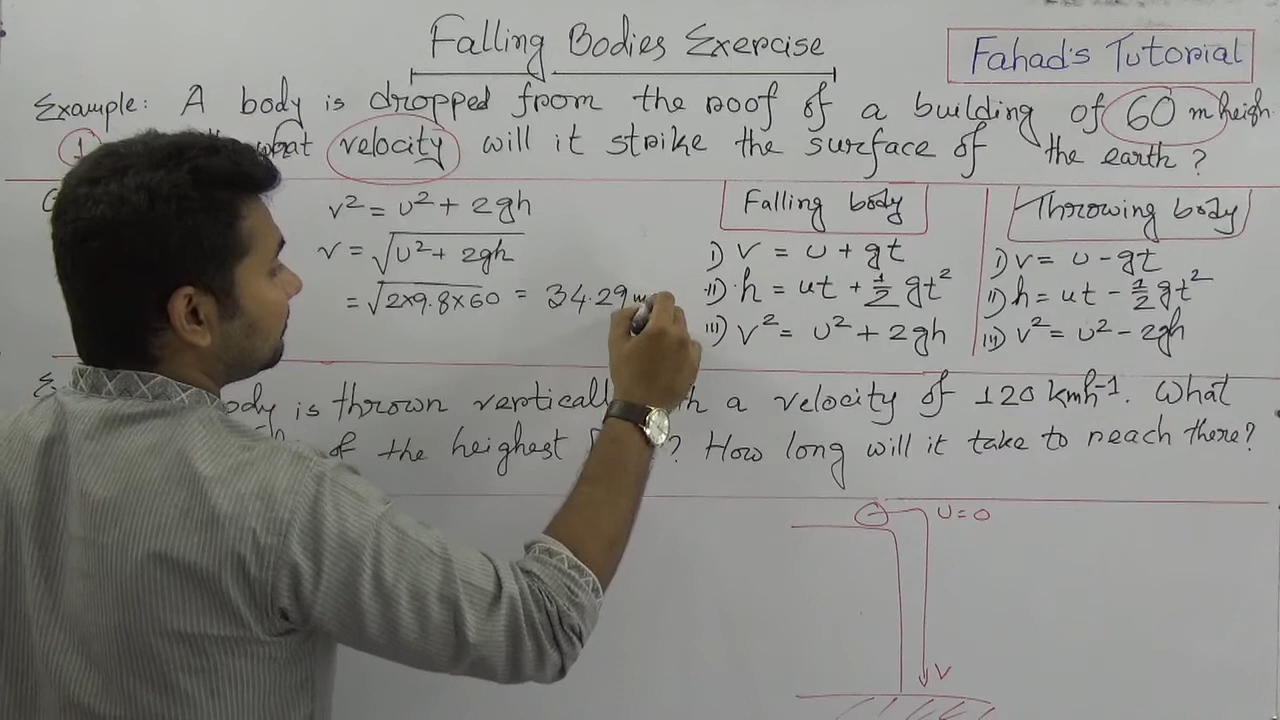 Falling Bodies Exercise
Fahad's Tutorial
Example: A body is dropped from the roof of a building of 60 m heigh
1 what velocity will it strike the surface of the earth?
v² = u² + 2gh
v = √u² + 2gh
= √2×9.8×60 = 34.29 m
Falling body
i) v = u + gt
ii) h = ut + 1/2 gt²
iii) v² = u² + 2gh
Throwing body
i) v = u - gt
ii) h = ut - 1/2 gt²
iii) v² = u² - 2gh
body is thrown vertically a velocity of 120 kmh⁻¹. What
of the heighest ? How long will it take to reach there?
u = 0
v